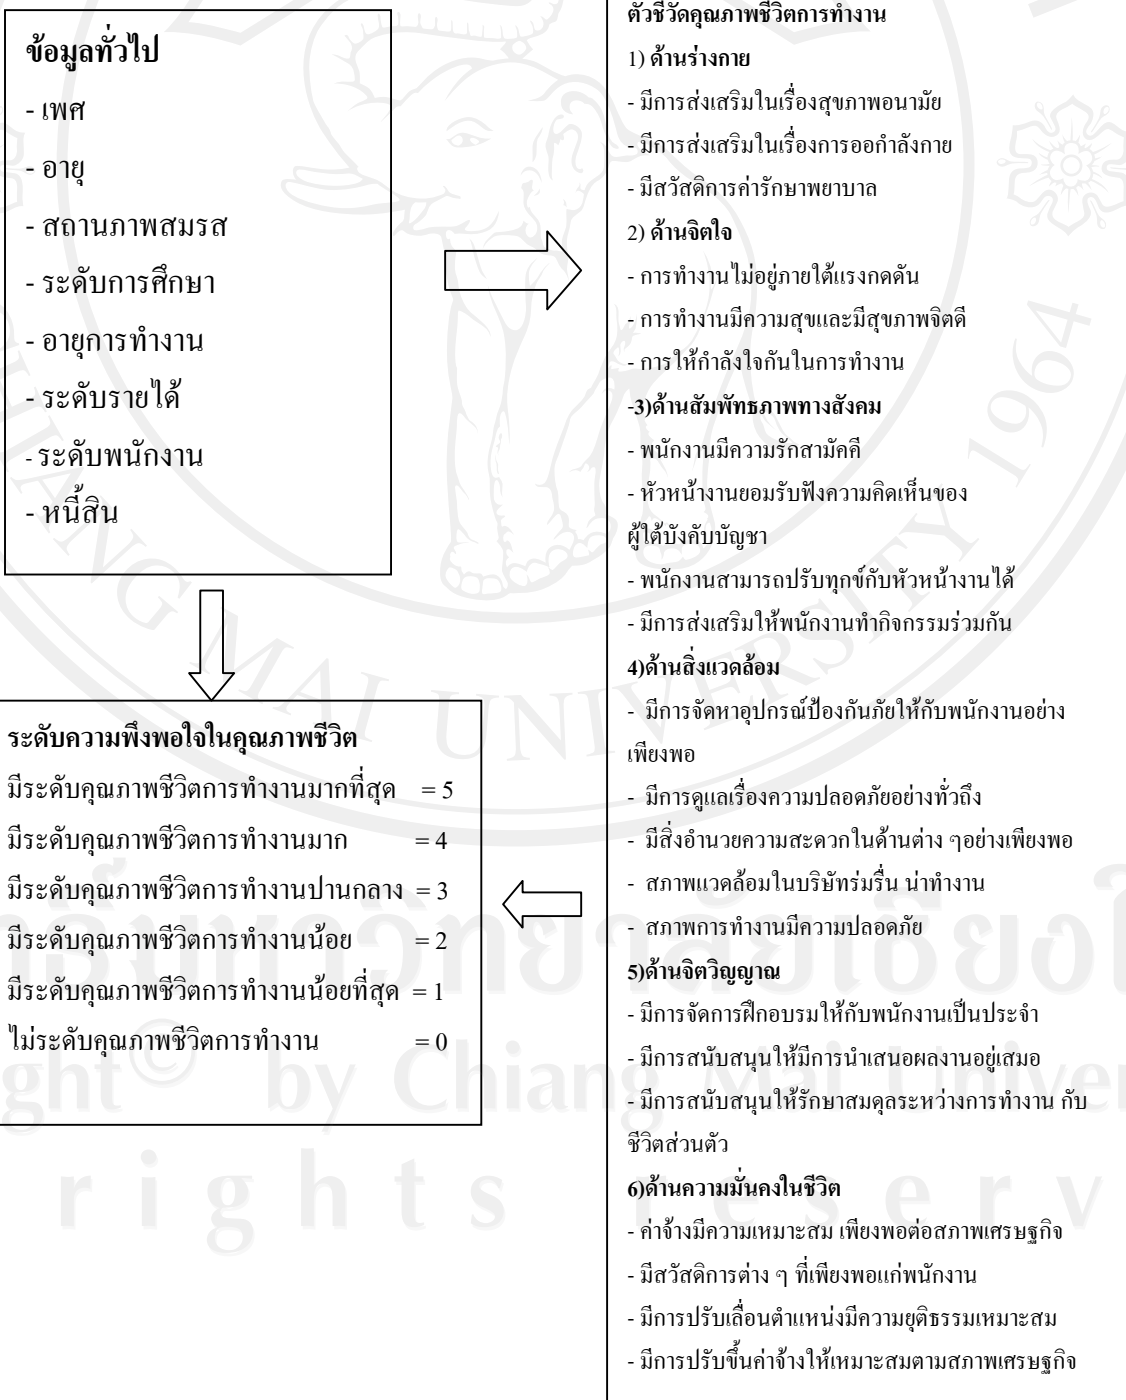 ข้อมูลทั่วไป
- เพศ
- อายุ
- สถานภาพสมรส
- ระดับการศึกษา
- อายุการทำงาน
- ระดับรายได้
- ระดับพนักงาน
- หนี้สิน
ระดับความพึงพอใจในคุณภาพชีวิต
มีระดับคุณภาพชีวิตการทำงานมากที่สุด = 5
มีระดับคุณภาพชีวิตการทำงานมาก = 4
มีระดับคุณภาพชีวิตการทำงานปานกลาง = 3
มีระดับคุณภาพชีวิตการทำงานน้อย = 2
มีระดับคุณภาพชีวิตการทำงานน้อยที่สุด = 1
ไม่ระดับคุณภาพชีวิตการทำงาน = 0
ตัวชี้วัดคุณภาพชีวิตการทำงาน
1) ด้านร่างกาย
- มีการส่งเสริมในเรื่องสุขภาพอนามัย
- มีการส่งเสริมในเรื่องการออกำลังกาย
- มีสวัสดิการค่ารักษาพยาบาล
2) ด้านจิตใจ
- การทำงานไม่อยู่ภายใต้แรงกดดัน
- การทำงานมีความสุขและมีสุขภาพจิตดี
- การให้กำลังใจกันในการทำงาน
-3)ด้านสัมพัทธภาพทางสังคม
- พนักงานมีความรักสามัคคี
- หัวหน้างานยอมรับฟังความคิดเห็นของ
ผู้ใต้บังคับบัญชา
- พนักงานสามารถปรับทุกข์กับหัวหน้างานได้
- มีการส่งเสริมให้พนักงานทำกิจกรรมร่วมกัน
4)ด้านสิ่งแวดล้อม
- มีการจัดหาอุปกรณ์ป้องกันภัยให้กับพนักงานอย่าง
เพียงพอ
- มีการดูแลเรื่องความปลอดภัยอย่างทั่วถึง
- มีสิ่งอำนวยความสะดวกในด้านต่าง ๆอย่างเพียงพอ
- สภาพแวดล้อมในบริษัทร่มรื่น น่าทำงาน
- สภาพการทำงานมีความปลอดภัย
5)ด้านจิตวิญญาณ
- มีการจัดการฝึกอบรมให้กับพนักงานเป็นประจำ
- มีการสนับสนุนให้มีการนำเสนอผลงานอยู่เสมอ
- มีการสนับสนุนให้รักษาสมดุลระหว่างการทำงาน กับ
ชีวิตส่วนตัว
6)ด้านความมั่นคงในชีวิต
- ค่าจ้างมีความเหมาะสม เพียงพอต่อสภาพเศรษฐกิจ
- มีสวัสดิการต่าง ๆ ที่เพียงพอแก่พนักงาน
- มีการปรับเลื่อนตำแหน่งมีความยุติธรรมเหมาะสม
- มีการปรับขึ้นค่าจ้างให้เหมาะสมตามสภาพเศรษฐกิจ
CHIANG MAI UNIVERSITY 1964
by Chiang Mai Univer
rights reserv